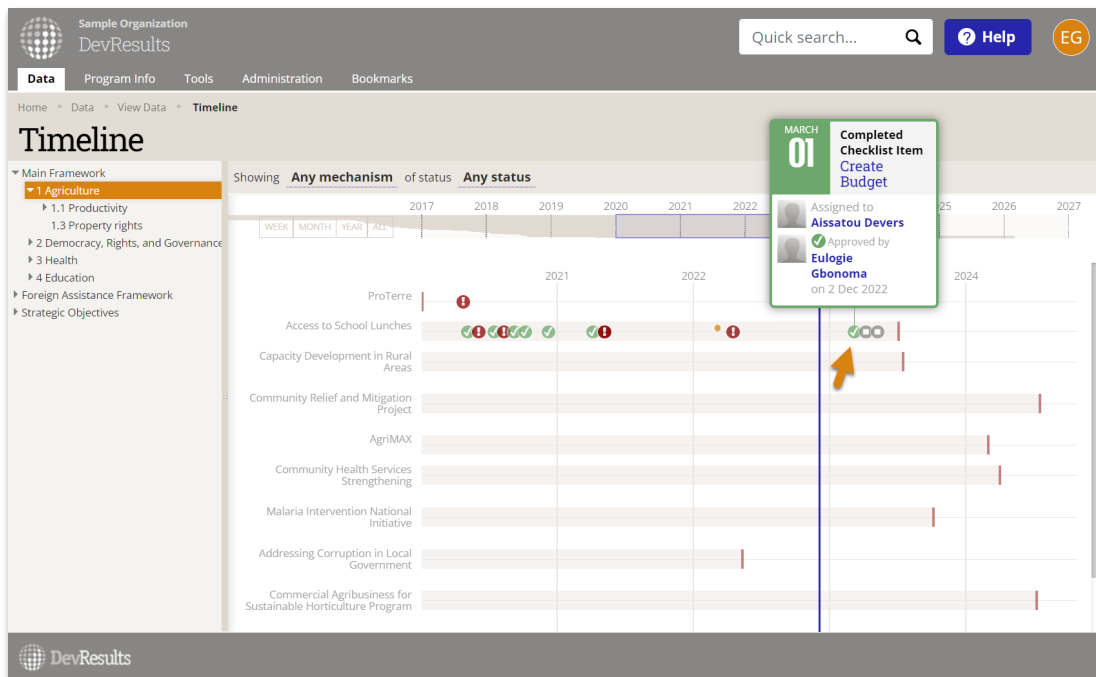 Sample Organization
DevResults
Quick search...
Help
EG
Data Program Info Tools Administration Bookmarks
Home Data View Data Timeline
Timeline
Main Framework
1 Agriculture
1.1 Productivity
1.3 Property rights
2 Democracy, Rights, and Governance
3 Health
4 Education
Foreign Assistance Framework
Strategic Objectives
Showing Any mechanism of status Any status
2017 2018 2019 2020 2021 2022 25 2026 2027
WEEK MONTH YEAR ALL
MARCH
01
Completed
Checklist Item
Create
Budget
Assigned to
Aissatou Devers
Approved by
Eulogie
Gbonoma
on 2 Dec 2022
2021 2022 2024
ProTerre
Access to School Lunches
Capacity Development in Rural
Areas
Community Relief and Mitigation
Project
AgriMAX
Community Health Services
Strengthening
Malaria Intervention National
Initiative
Addressing Corruption in Local
Government
Commercial Agribusiness for
Sustainable Horticulture Program
DevResults